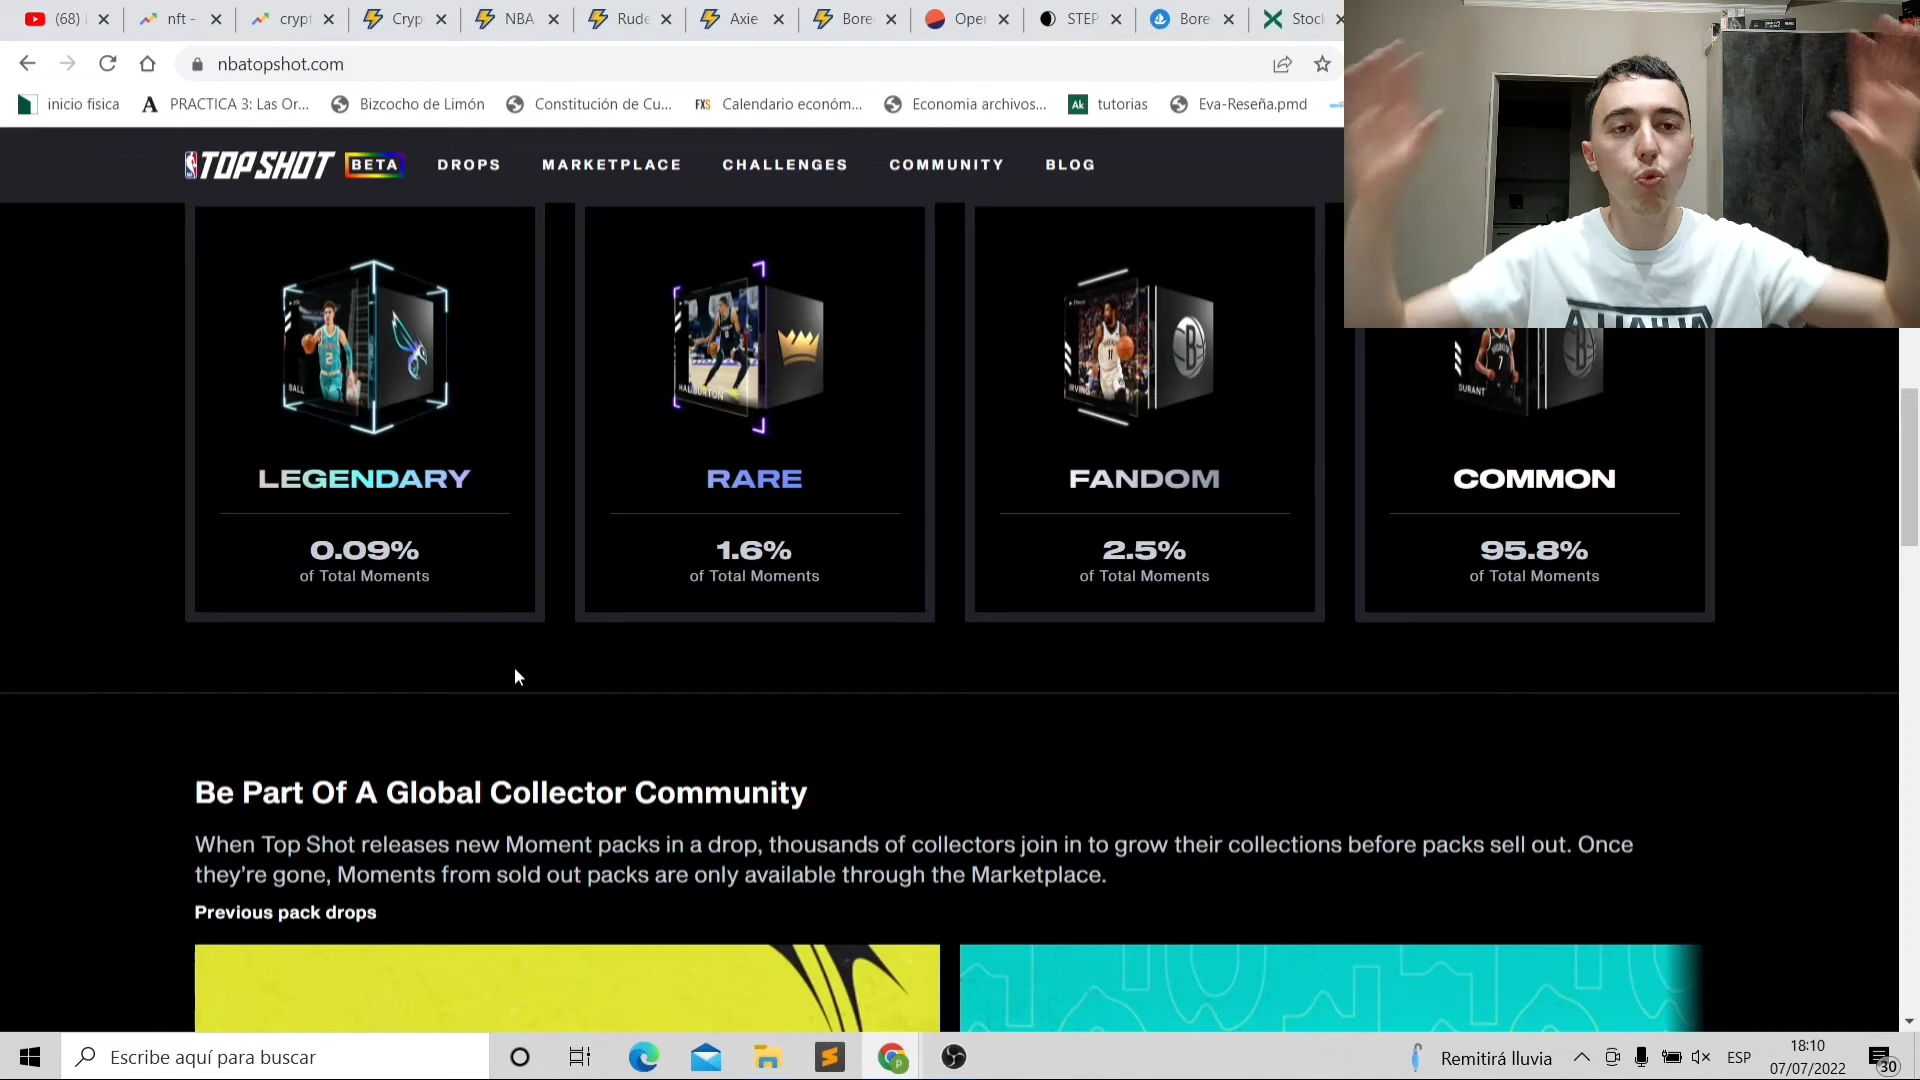 (68)
nft -
crypt
Cryp
NBA
Rude
Axie
Bore
Oper
STEP
Bore
Stoc
nbatopshot.com
inicio fisica
PRACTICA 3: Las Or...
Bizcocho de Limón
Constitución de Cu...
FXS
Calendario económ...
Economia archivos...
Ak
tutorias
Eva-Reseña.pmd
TOP SHOT
BETA
DROPS
MARKETPLACE
CHALLENGES
COMMUNITY
BLOG
BALL
HALIBURTON
IRVING
DURANT
LEGENDARY
RARE
FANDOM
COMMON
0.09%
of Total Moments
1.6%
of Total Moments
2.5%
of Total Moments
95.8%
of Total Moments
Be Part Of A Global Collector Community
When Top Shot releases new Moment packs in a drop, thousands of collectors join in to grow their collections before packs sell out. Once
they're gone, Moments from sold out packs are only available through the Marketplace.
Previous pack drops
Escribe aquí para buscar
Remitirá lluvia
ESP
18:10
07/07/2022
30